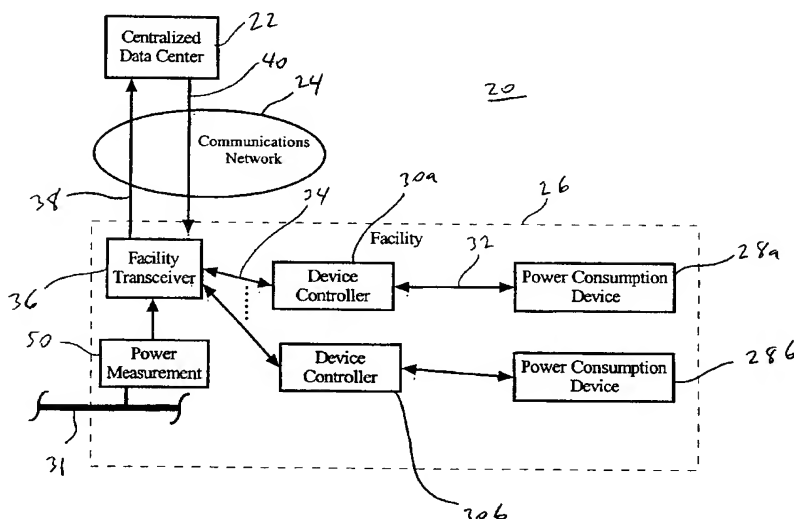 Centralized
Data Center
22
40
24
20
Communications
Network
38
34
30a
26
Facility
32
28a
Facility
Transceiver
Device
Controller
Power Consumption
Device
36
50
Power
Measurement
Device
Controller
Power Consumption
Device
28b
31
30b